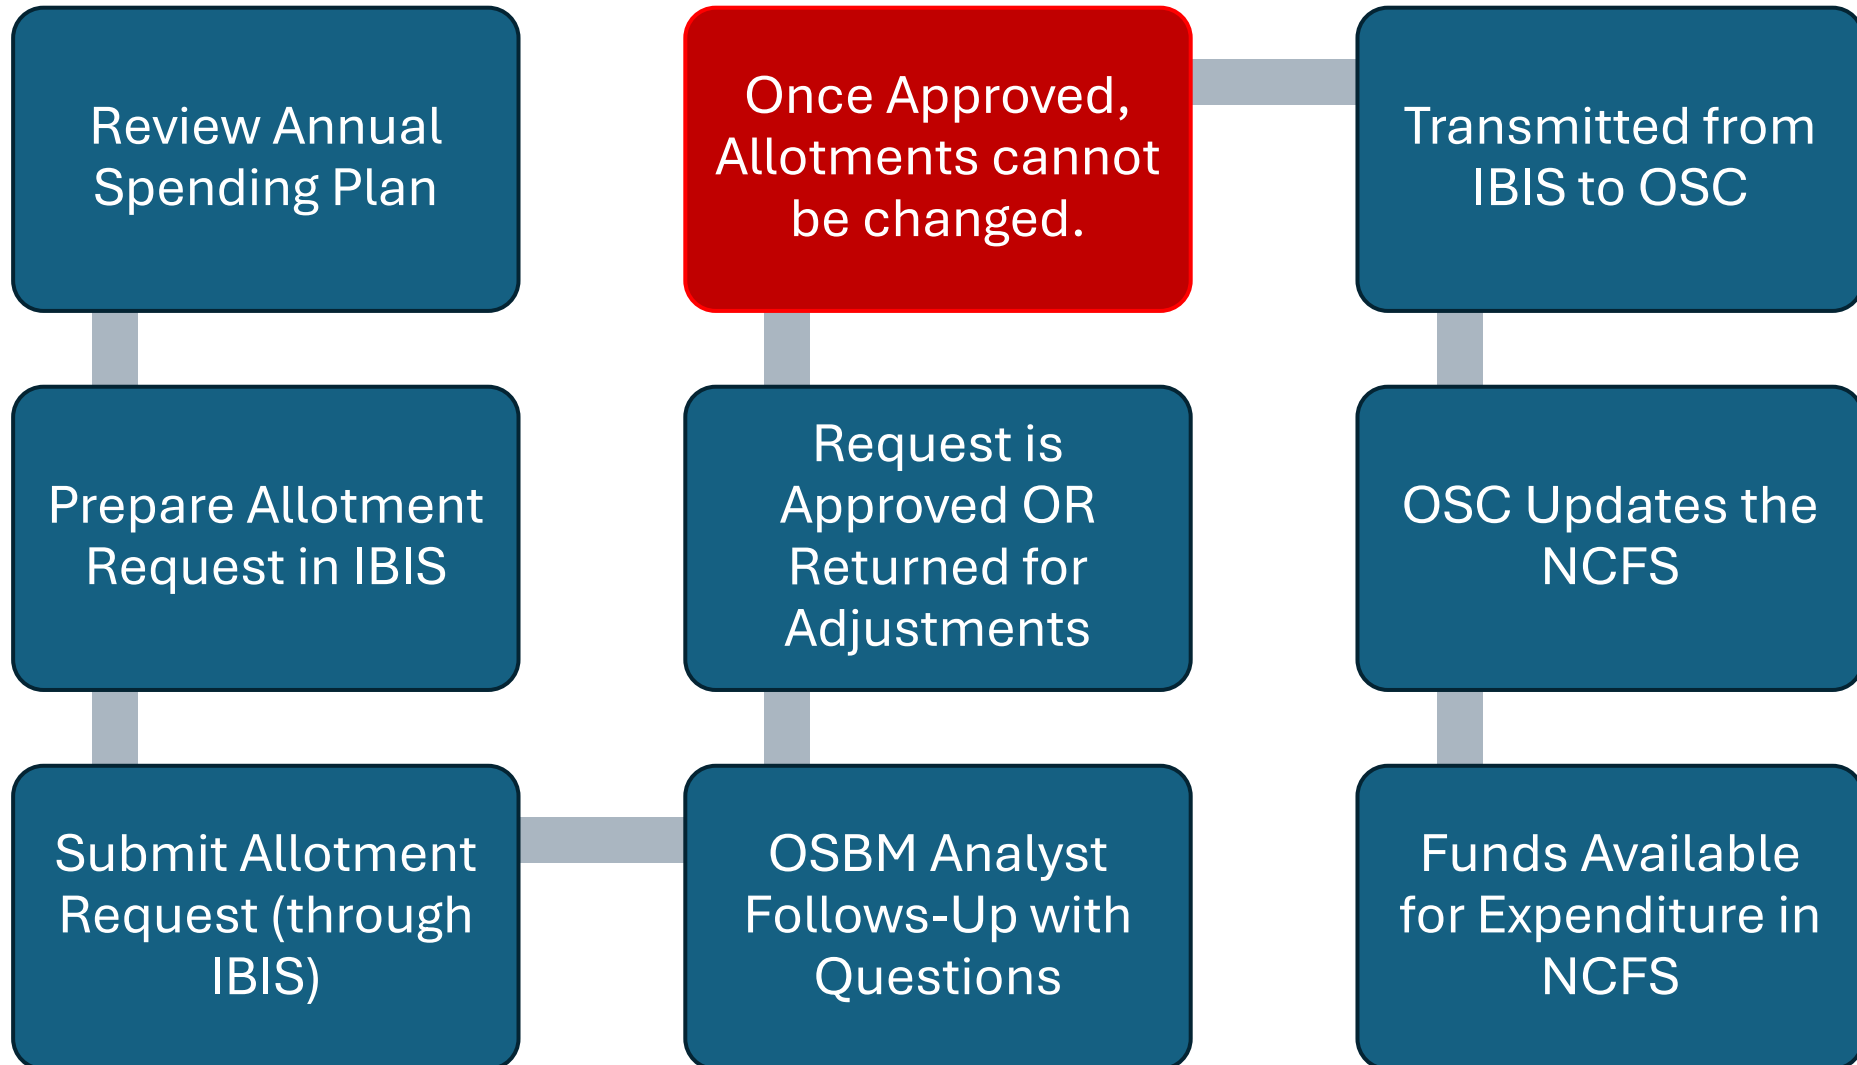 Review Annual
Spending Plan
Prepare Allotment
Request in IBIS
Submit Allotment
Request (through
IBIS)
OSBM Analyst
Follows-Up with
Questions
Request is
Approved OR
Returned for
Adjustments
Once Approved,
Allotments cannot
be changed.
Transmitted from
IBIS to OSC
OSC Updates the
NCFS
Funds Available
for Expenditure in
NCFS